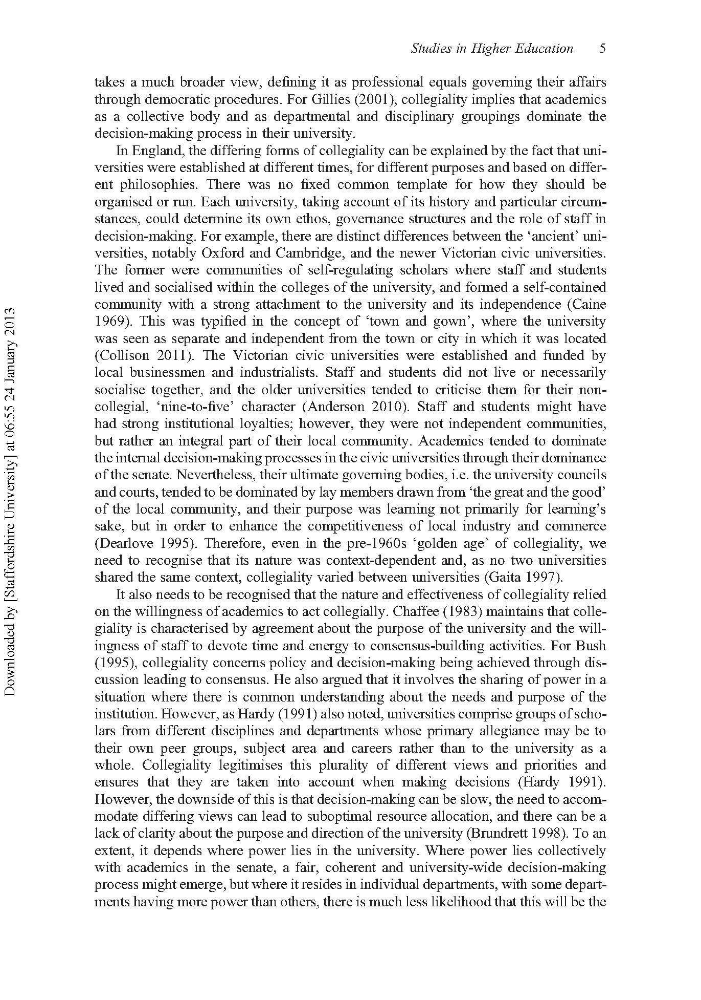 Studies in Higher Education 5
takes a much broader view, defining it as professional equals governing their affairs
through democratic procedures. For Gillies (2001), collegiality implies that academics
as a collective body and as departmental and disciplinary groupings dominate the
decision-making process in their university.
In England, the differing forms of collegiality can be explained by the fact that uni-
versities were established at different times, for different purposes and based on differ-
ent philosophies. There was no fixed common template for how they should be
organised or run. Each university, taking account of its history and particular circum-
stances, could determine its own ethos, governance structures and the role of staff in
decision-making. For example, there are distinct differences between the ‘ancient’ uni-
versities, notably Oxford and Cambridge, and the newer Victorian civic universities.
The former were communities of self-regulating scholars where staff and students
lived and socialised within the colleges of the university, and formed a self-contained
community with a strong attachment to the university and its independence (Caine
1969). This was typified in the concept of ‘town and gown’, where the university
was seen as separate and independent from the town or city in which it was located
(Collison 2011). The Victorian civic universities were established and funded by
local businessmen and industrialists. Staff and students did not live or necessarily
socialise together, and the older universities tended to criticise them for their non-
collegial, ‘nine-to-five’ character (Anderson 2010). Staff and students might have
had strong institutional loyalties; however, they were not independent communities,
but rather an integral part of their local community. Academics tended to dominate
the internal decision-making processes in the civic universities through their dominance
of the senate. Nevertheless, their ultimate governing bodies, i.e. the university councils
and courts, tended to be dominated by lay members drawn from ‘the great and the good’
of the local community, and their purpose was learning not primarily for learning’s
sake, but in order to enhance the competitiveness of local industry and commerce
(Dearlove 1995). Therefore, even in the pre-1960s ‘golden age’ of collegiality, we
need to recognise that its nature was context-dependent and, as no two universities
shared the same context, collegiality varied between universities (Gaita 1997).
It also needs to be recognised that the nature and effectiveness of collegiality relied
on the willingness of academics to act collegially. Chaffee (1983) maintains that colle-
giality is characterised by agreement about the purpose of the university and the will-
ingness of staff to devote time and energy to consensus-building activities. For Bush
(1995), collegiality concerns policy and decision-making being achieved through dis-
cussion leading to consensus. He also argued that it involves the sharing of power in a
situation where there is common understanding about the needs and purpose of the
institution. However, as Hardy (1991) also noted, universities comprise groups of scho-
lars from different disciplines and departments whose primary allegiance may be to
their own peer groups, subject area and careers rather than to the university as a
whole. Collegiality legitimises this plurality of different views and priorities and
ensures that they are taken into account when making decisions (Hardy 1991).
However, the downside of this is that decision-making can be slow, the need to accom-
modate differing views can lead to suboptimal resource allocation, and there can be a
lack of clarity about the purpose and direction of the university (Brundrett 1998). To an
extent, it depends where power lies in the university. Where power lies collectively
with academics in the senate, a fair, coherent and university-wide decision-making
process might emerge, but where it resides in individual departments, with some depart-
ments having more power than others, there is much less likelihood that this will be the
Downloaded by [Staffordshire University] at 06:55 24 January 2013